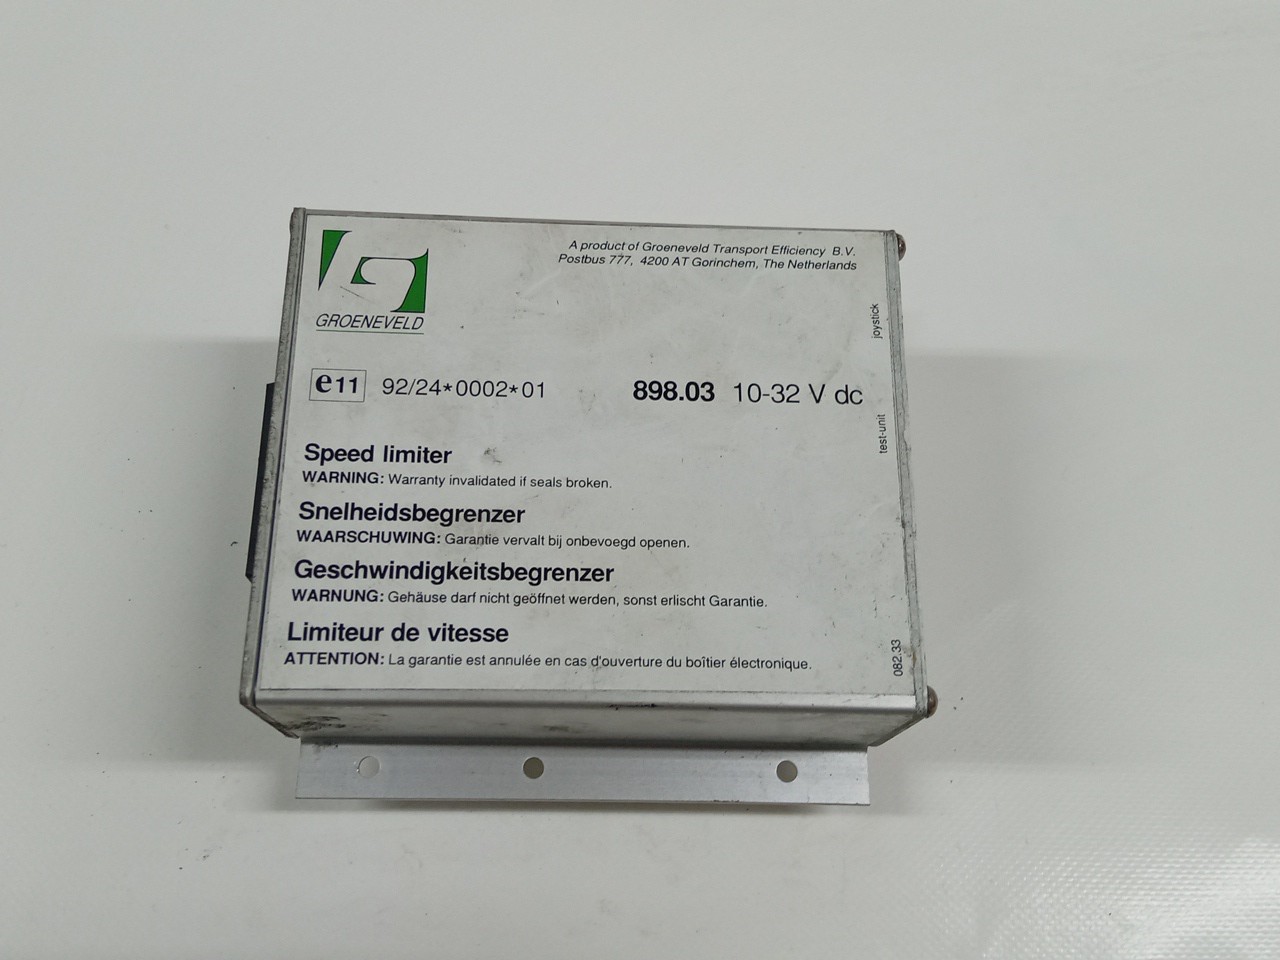 A product of Groeneveld Transport Efficiency B.V.
Postbus 777, 4200 AT Gorinchem, The Netherlands
GROENEVELD
joystick
e11 92/24*0002*01 898.03 10-32 V dc
test-unit
Speed limiter
WARNING: Warranty invalidated if seals broken.
Snelheidsbegrenzer
WAARSCHUWING: Garantie vervalt bij onbevoegd openen.
Geschwindigkeitsbegrenzer
WARNUNG: Gehäuse darf nicht geöffnet werden, sonst erlischt Garantie.
Limiteur de vitesse
ATTENTION: La garantie est annulée en cas d'ouverture du boîtier électronique.
082.33